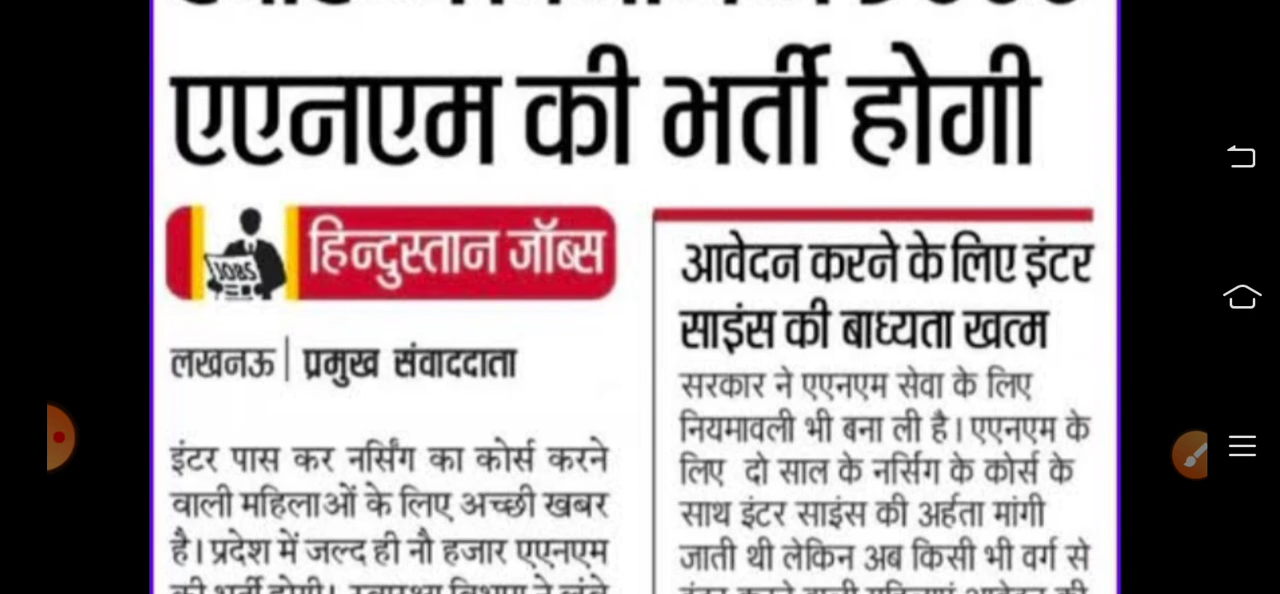 एएनएम की भर्ती होगी
JOBS
हिन्दुस्तान जॉब्स
लखनऊ | प्रमुख संवाददाता
इंटर पास कर नर्सिंग का कोर्स करने
वाली महिलाओं के लिए अच्छी खबर
है। प्रदेश में जल्द ही नौ हजार एएनएम
आवेदन करने के लिए इंटर
साइंस की बाध्यता खत्म
सरकार ने एएनएम सेवा के लिए
नियमावली भी बना ली है। एएनएम के
लिए दो साल के नर्सिंग के कोर्स के
साथ इंटर साइंस की अर्हता मांगी
जाती थी लेकिन अब किसी भी वर्ग से